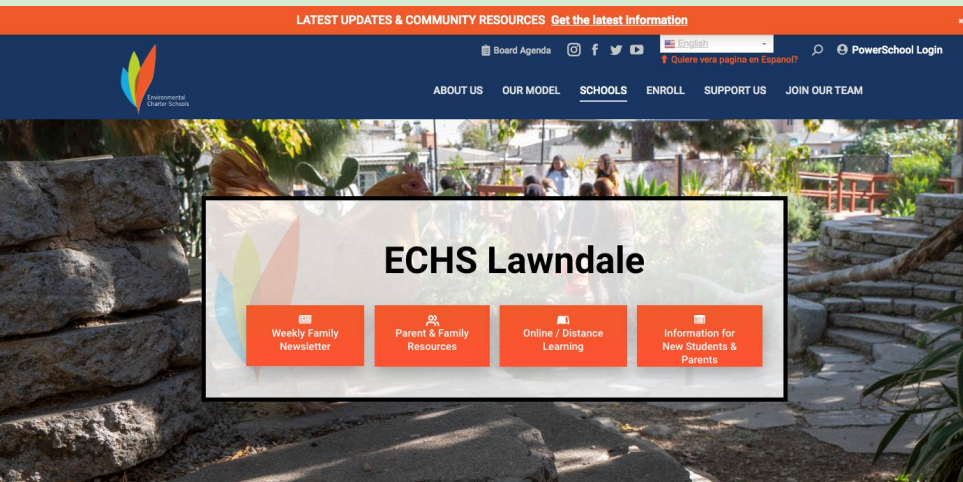 LATEST UPDATES & COMMUNITY RESOURCES Get the latest information
Board Agenda
English
Quiere vera pagina en Espanol?
PowerSchool Login
Environmental
Charter Schools
ABOUT US OUR MODEL SCHOOLS ENROLL SUPPORT US JOIN OUR TEAM
ECHS Lawndale
Weekly Family
Newsletter
Parent & Family
Resources
Online / Distance
Learning
Information for
New Students &
Parents